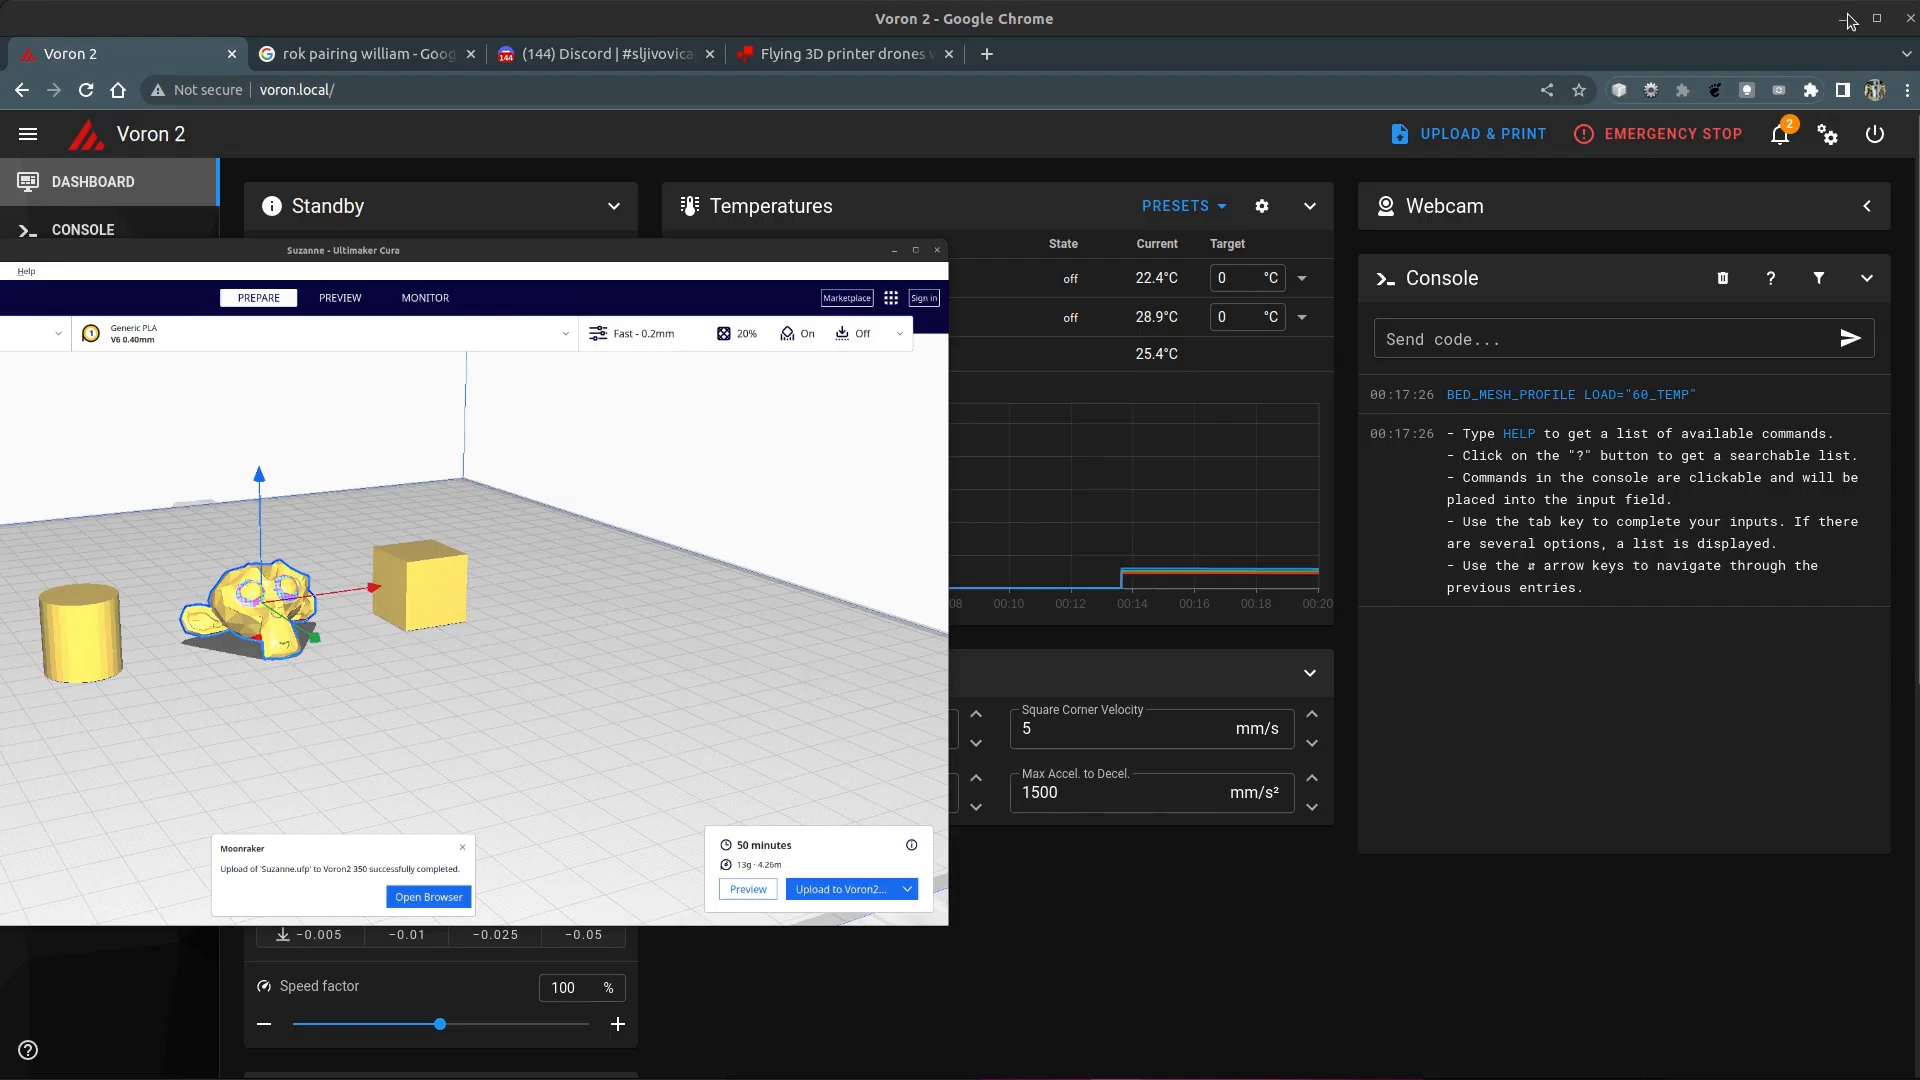 Voron 2 - Google Chrome
Voron 2
rok pairing william - Goog
(144) Discord | #sljivovica
Flying 3D printer drones w
Not secure
voron.local/
Voron 2
UPLOAD & PRINT
EMERGENCY STOP
2
DASHBOARD
CONSOLE
Standby
Temperatures
PRESETS
State
Current
Target
off
22.4°C
0 °C
off
28.9°C
0 °C
25.4°C
08
00:10
00:12
00:14
00:16
00:18
00:20
Square Corner Velocity
5 mm/s
Max Accel. to Decel.
1500 mm/s²
Webcam
Console
Send code...
00:17:26 BED_MESH_PROFILE LOAD="60_TEMP"
00:17:26 - Type HELP to get a list of available commands.
- Click on the "?" button to get a searchable list.
- Commands in the console are clickable and will be
placed into the input field.
- Use the tab key to complete your inputs. If there
are several options, a list is displayed.
- Use the ⇵ arrow keys to navigate through the
previous entries.
Suzanne - Ultimaker Cura
Help
PREPARE
PREVIEW
MONITOR
Marketplace
Sign in
1
Generic PLA
V6 0.40mm
Fast - 0.2mm
20%
On
Off
Moonraker
Upload of 'Suzanne.ufp' to Voron2 350 successfully completed.
Open Browser
50 minutes
13g · 4.26m
Preview
Upload to Voron2...
-0.005
-0.01
-0.025
-0.05
Speed factor
100 %